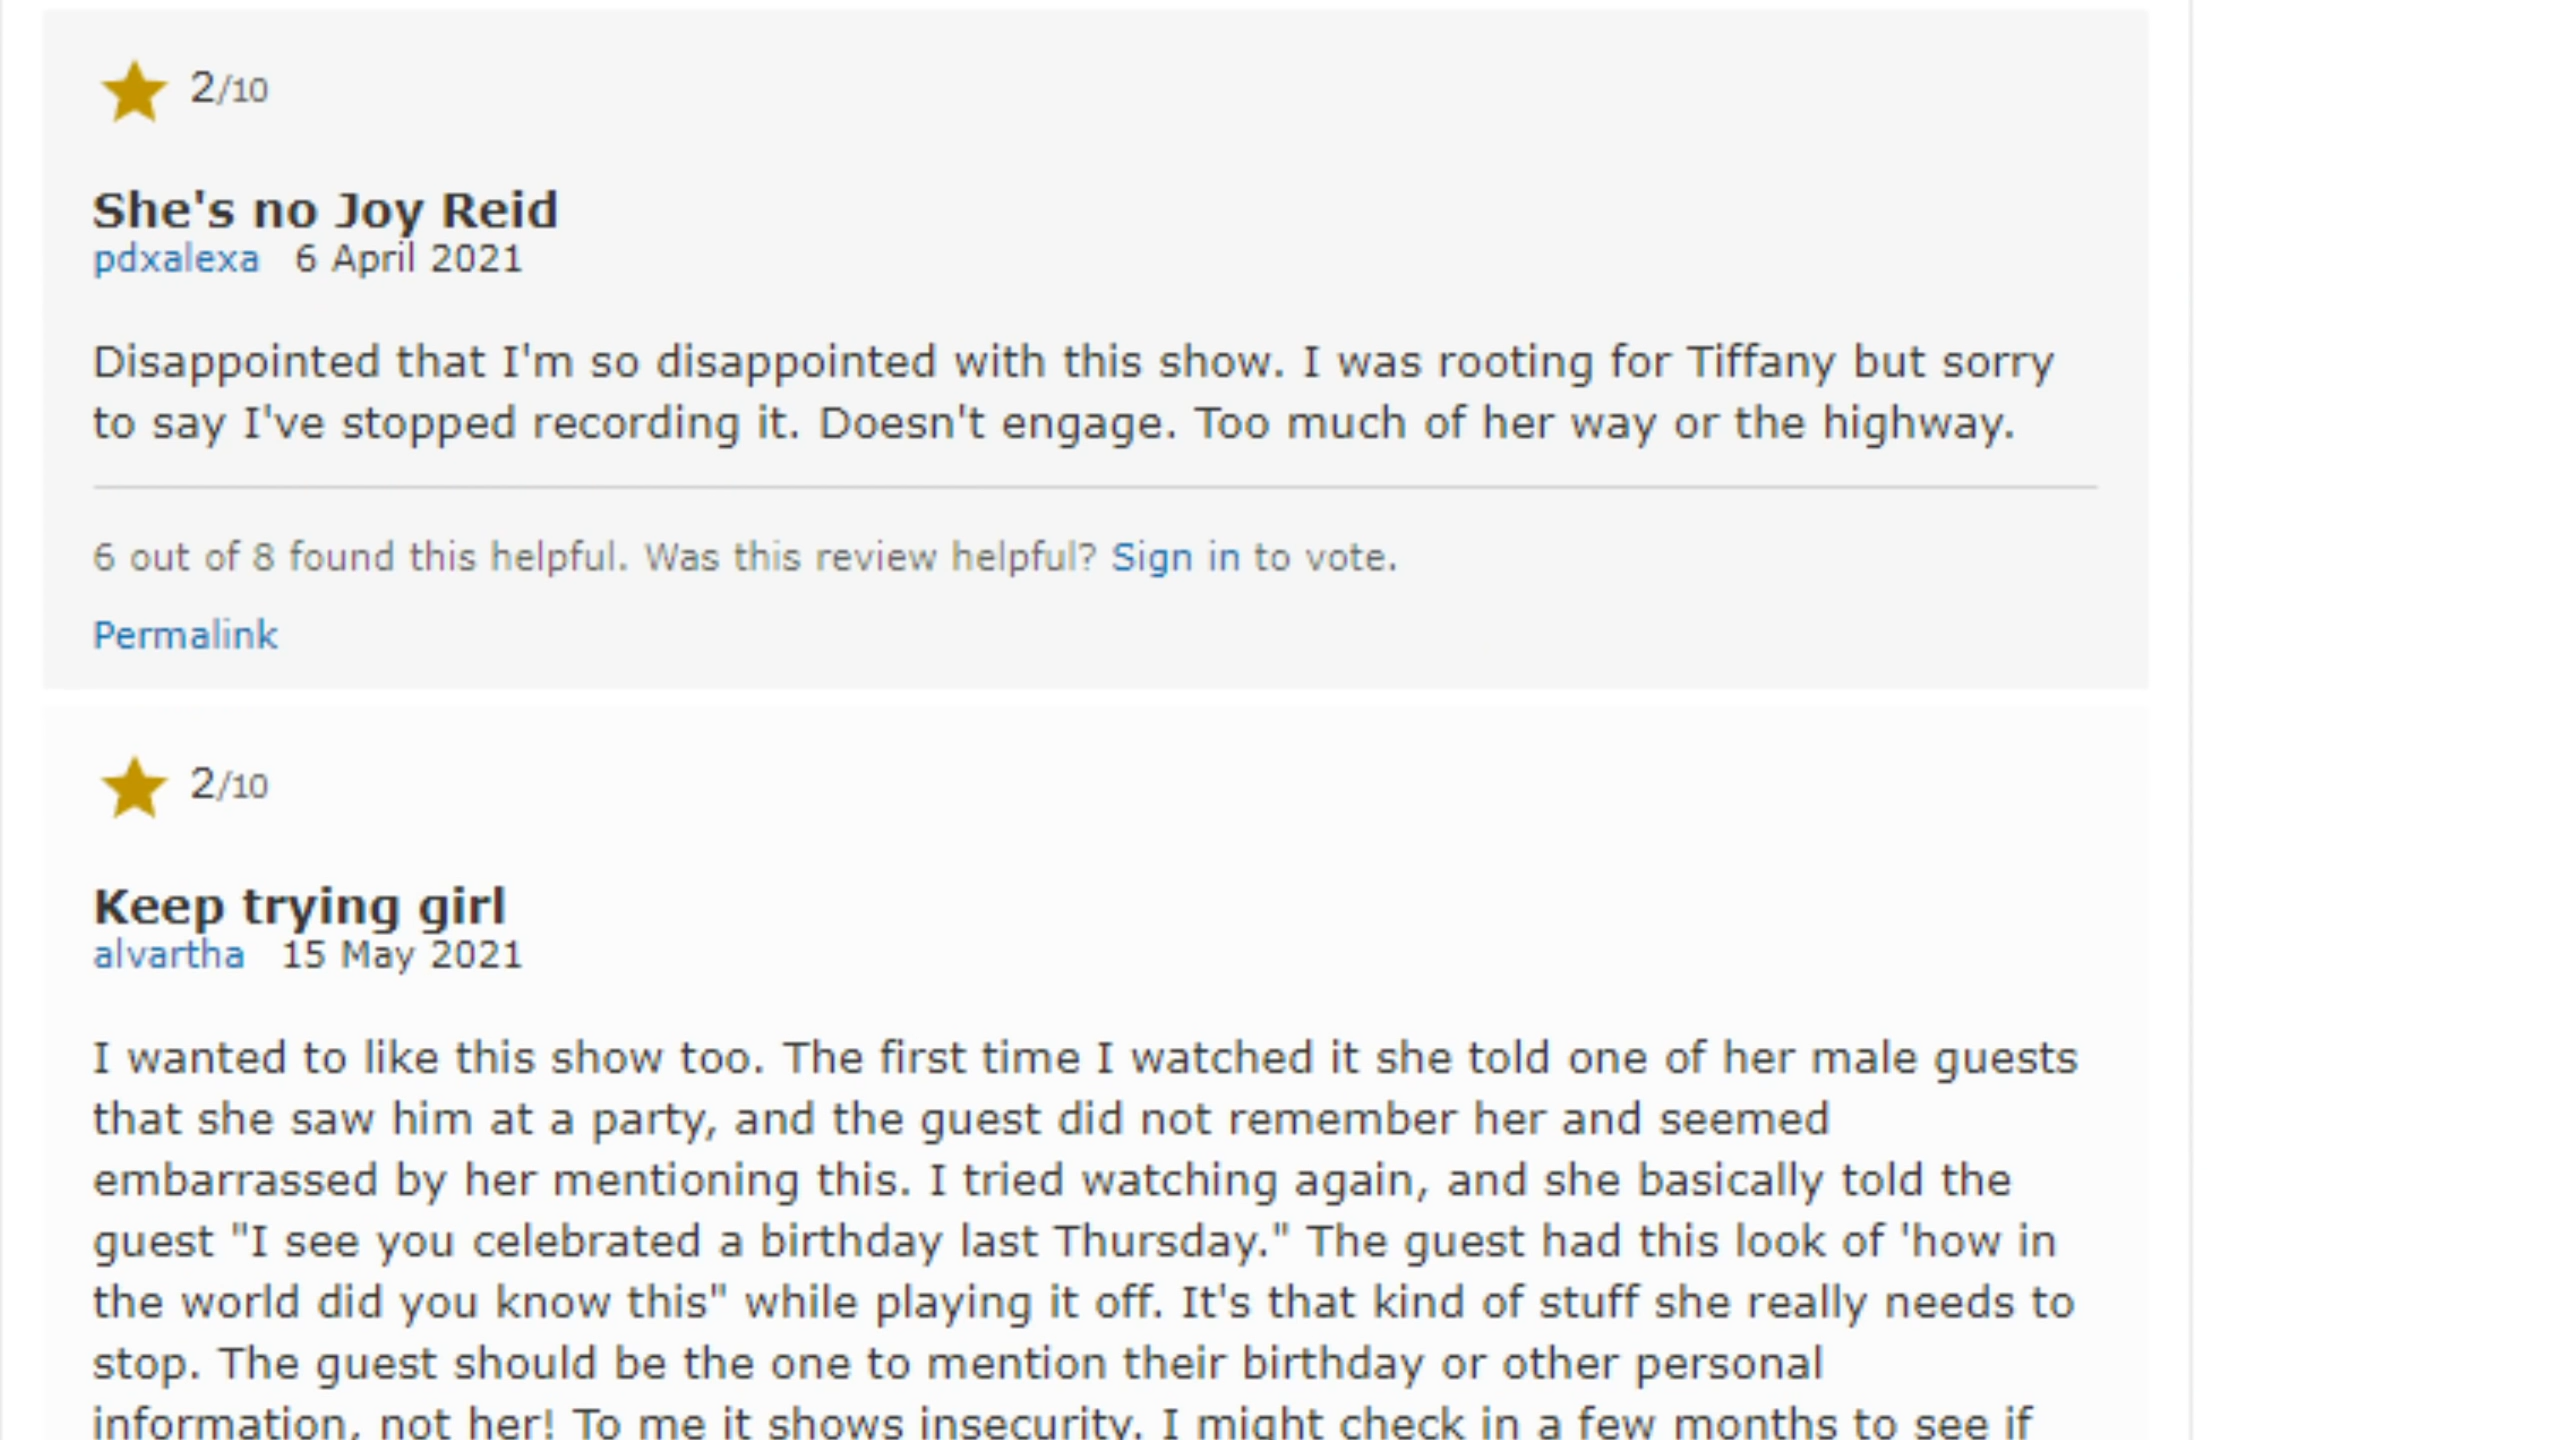 2/10
She's no Joy Reid
pdxalexa 6 April 2021
Disappointed that I'm so disappointed with this show. I was rooting for Tiffany but sorry
to say I've stopped recording it. Doesn't engage. Too much of her way or the highway.
6 out of 8 found this helpful. Was this review helpful? Sign in to vote.
Permalink
2/10
Keep trying girl
alvartha 15 May 2021
I wanted to like this show too. The first time I watched it she told one of her male guests
that she saw him at a party, and the guest did not remember her and seemed
embarrassed by her mentioning this. I tried watching again, and she basically told the
guest "I see you celebrated a birthday last Thursday." The guest had this look of 'how in
the world did you know this" while playing it off. It's that kind of stuff she really needs to
stop. The guest should be the one to mention their birthday or other personal
information, not her! To me it shows insecurity. I might check in a few months to see if